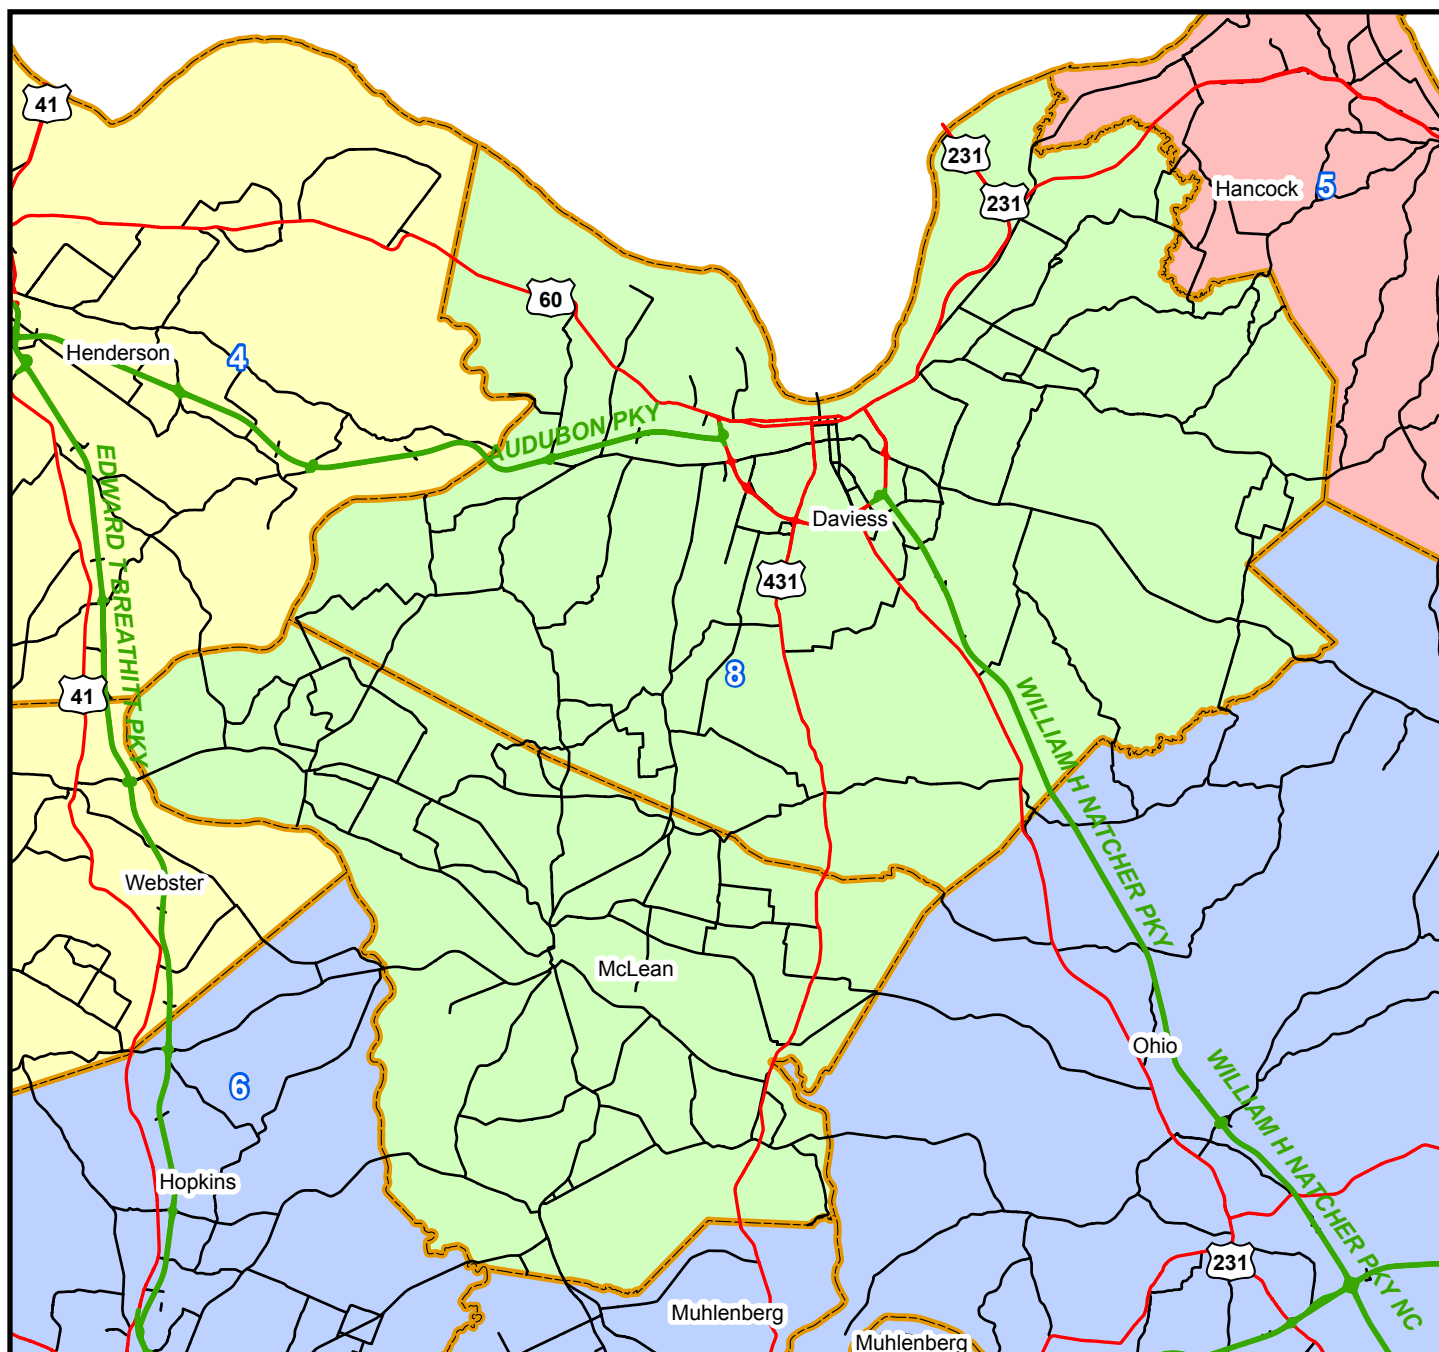 41
231
231
Hancock
5
60
Henderson
4
AUDUBON PKY
EDWARD T BREATHITT PKY
Daviess
431
8
41
WILLIAM H NATCHER PKY
Webster
McLean
Ohio
6
WILLIAM H NATCHER PKY NC
Hopkins
231
Muhlenberg
Muhlenberg